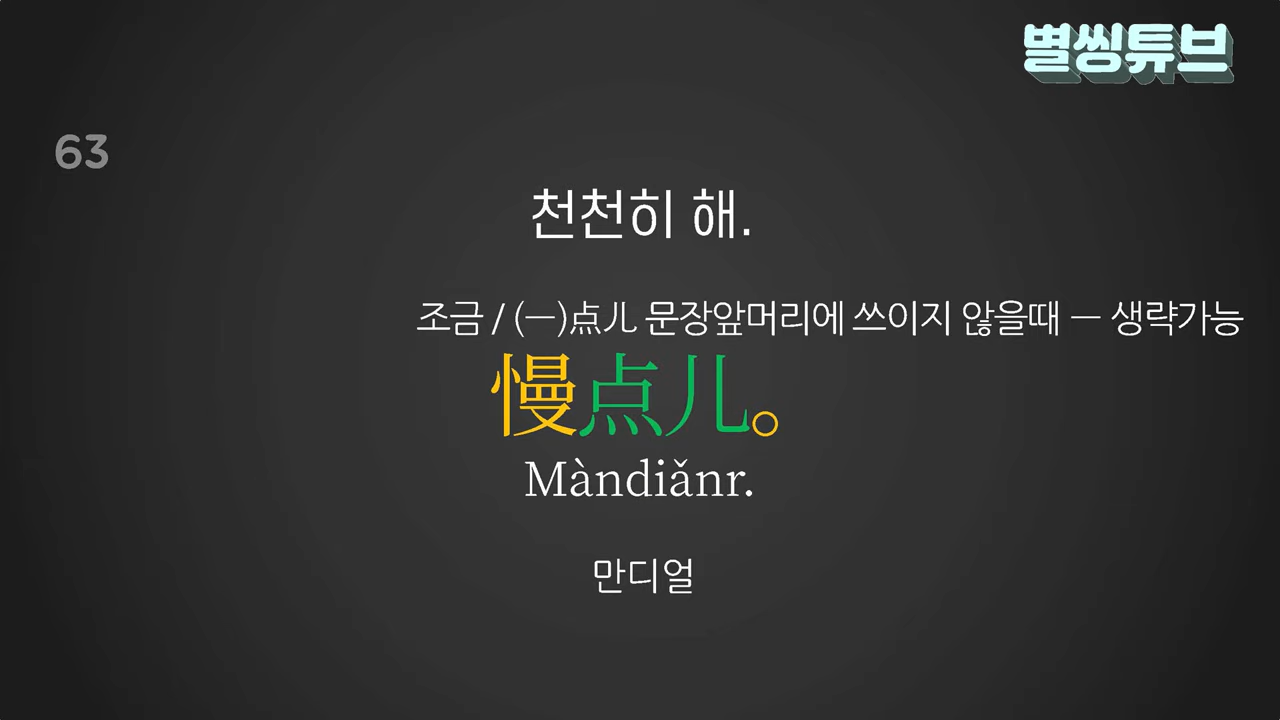 별씽튜브
63
천천히 해.
조금 / (一)点儿 문장앞머리에 쓰이지 않을때 一 생략가능
慢点儿。
Màndiǎnr.
만디얼